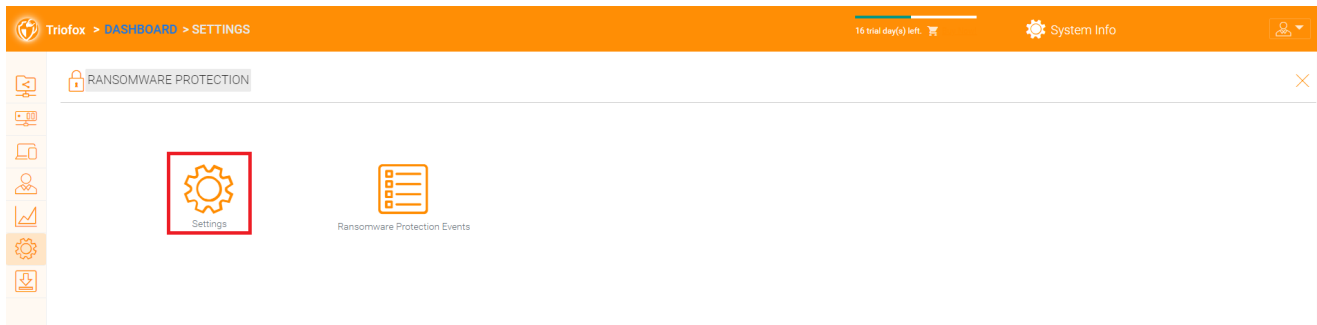 Triofox > DASHBOARD > SETTINGS
16 trial day(s) left.
System Info
RANSOMWARE PROTECTION
Settings
Ransomware Protection Events